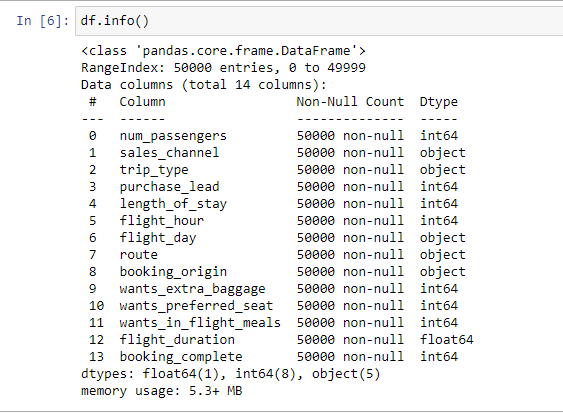 In [6]: df.info()
<class 'pandas.core.frame.DataFrame'>
RangeIndex: 50000 entries, 0 to 49999
Data columns (total 14 columns):
 #   Column                 Non-Null Count  Dtype
---  ------                 --------------  -----
 0   num_passengers         50000 non-null  int64
 1   sales_channel          50000 non-null  object
 2   trip_type              50000 non-null  object
 3   purchase_lead          50000 non-null  int64
 4   length_of_stay         50000 non-null  int64
 5   flight_hour            50000 non-null  int64
 6   flight_day             50000 non-null  object
 7   route                  50000 non-null  object
 8   booking_origin         50000 non-null  object
 9   wants_extra_baggage    50000 non-null  int64
 10  wants_preferred_seat   50000 non-null  int64
 11  wants_in_flight_meals  50000 non-null  int64
 12  flight_duration        50000 non-null  float64
 13  booking_complete       50000 non-null  int64
dtypes: float64(1), int64(8), object(5)
memory usage: 5.3+ MB